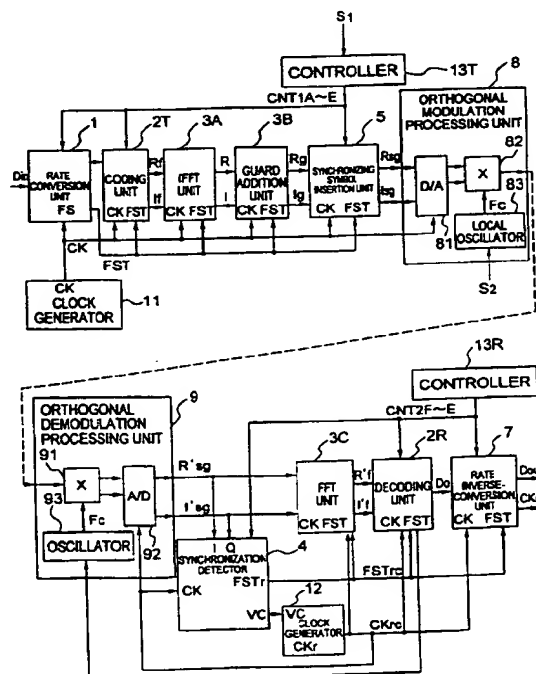 S1
CONTROLLER
13T
8
CNT1A~E
1
2T
3A
3B
5
ORTHOGONAL
MODULATION
PROCESSING UNIT
Din
RATE
CONVERSION
UNIT
FS
CODING
UNIT
CK FST
Rf
If
IFFT UNIT
CK FST
R
I
GUARD
ADDITION
UNIT
CK FST
Rg
Ig
SYNCHRONIZING
SYMBOL
INSERTION UNIT
CK FST
Rsg
Isg
D/A
81
X
82
Fc
83
LOCAL
OSCILLATOR
S2
CK
FST
CK
CLOCK
GENERATOR
11
13R
CONTROLLER
CNT2F~E
9
ORTHOGONAL
DEMODULATION
PROCESSING UNIT
91
X
A/D
92
93
Fc
OSCILLATOR
R'sg
I'sg
3C
FFT
UNIT
CK FST
R'f
I'f
2R
DECODING
UNIT
CK FST
Do
7
RATE
INVERSE-
CONVERSION
UNIT
CK FST
I Q
4
SYNCHRONIZATION
DETECTOR
FSTr
CK
VC
FSTrc
12
VC
CLOCK
GENERATOR
CKr
CKrc